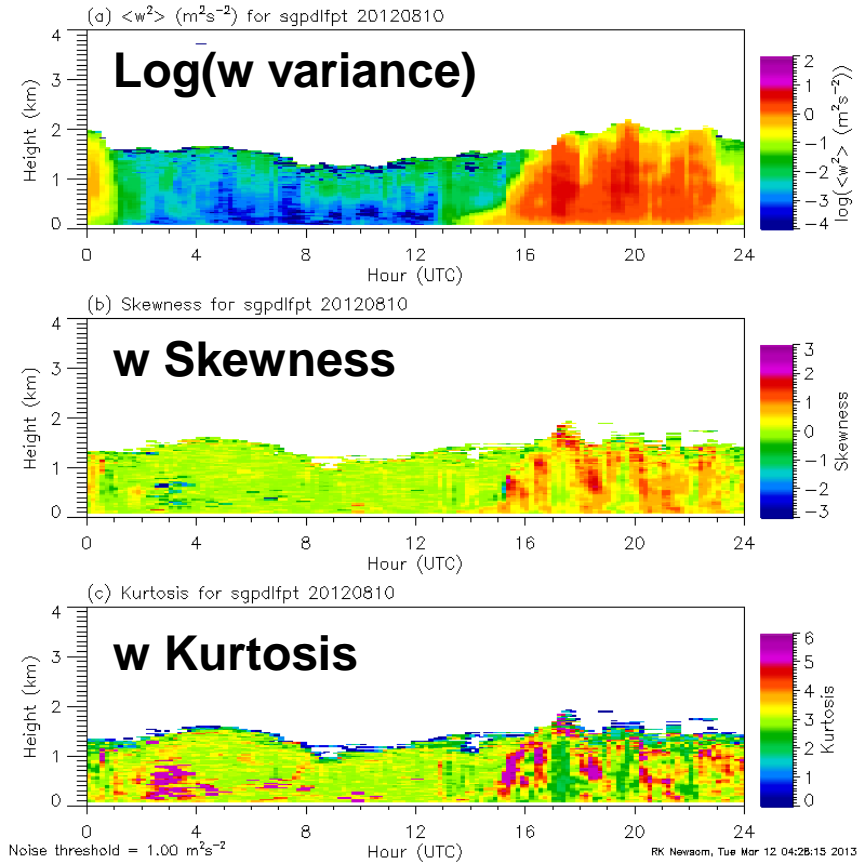 (a) <w²> (m²s⁻²) for sgpdlfpt 20120810
Log(w variance)
Height (km)
4
3
2
1
0
0 4 8 12 16 20 24
Hour (UTC)
2
1
0
−1
−2
−3
−4
log(<w²> (m²s⁻²))
(b) Skewness for sgpdlfpt 20120810
w Skewness
Height (km)
4
3
2
1
0
0 4 8 12 16 20 24
Hour (UTC)
3
2
1
0
−1
−2
−3
Skewness
(c) Kurtosis for sgpdlfpt 20120810
w Kurtosis
Height (km)
4
3
2
1
0
0 4 8 12 16 20 24
Hour (UTC)
6
5
4
3
2
1
0
Kurtosis
Noise threshold = 1.00 m²s⁻²
RK Newsom, Tue Mar 12 04:28:15 2013